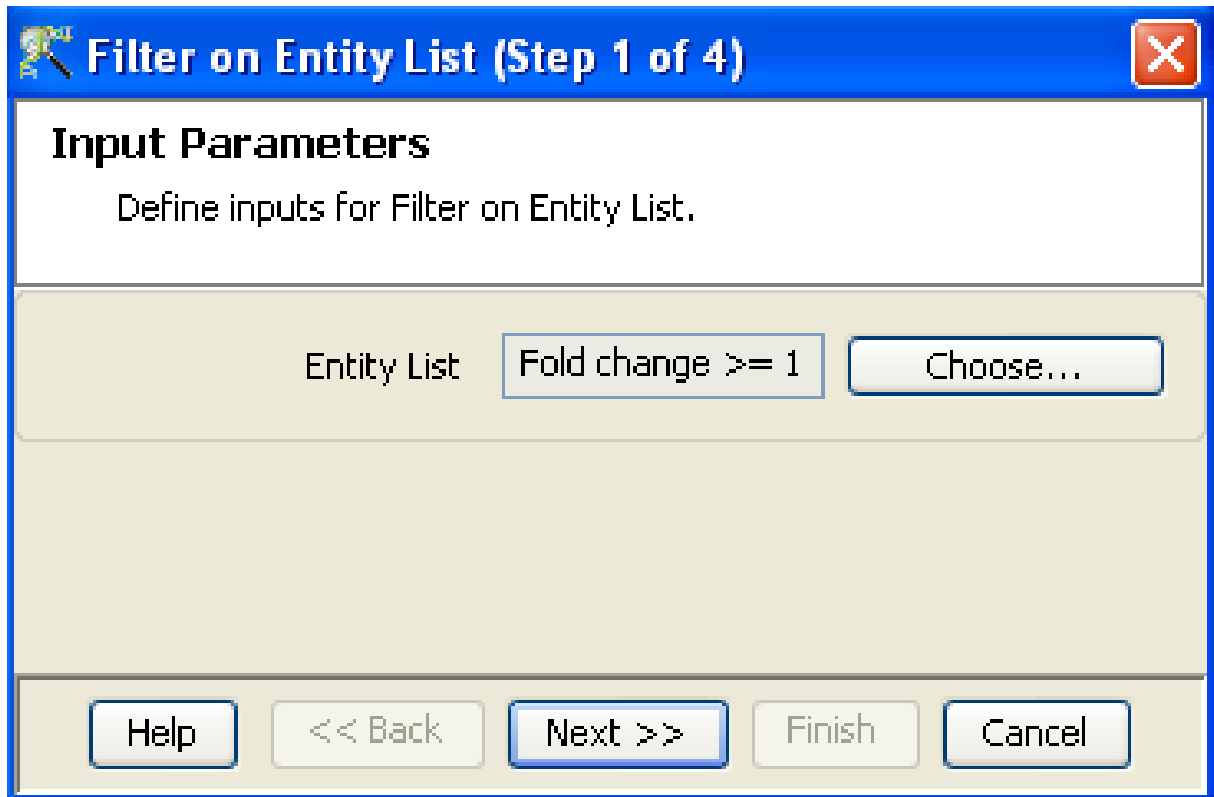 Filter on Entity List (Step 1 of 4)
Input Parameters
Define inputs for Filter on Entity List.
Entity List Fold change >= 1 Choose...
Help << Back Next >> Finish Cancel